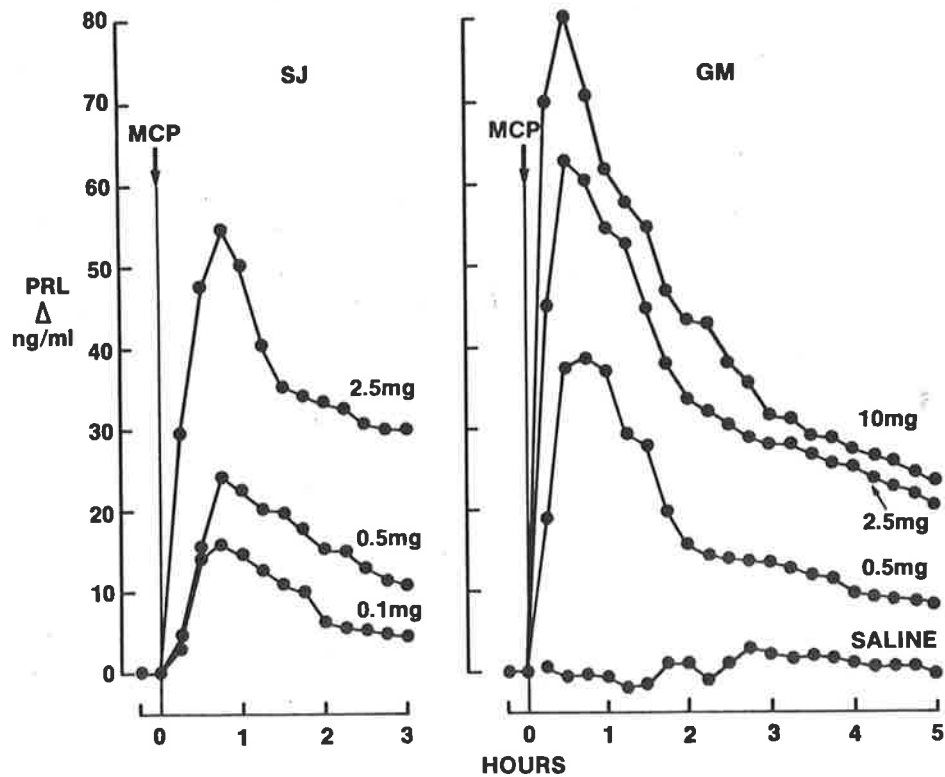 80
SJ
GM
70
MCP
MCP
60
50
PRL
Δ
ng/ml
40
2.5mg
10mg
30
2.5mg
20
0.5mg
0.5mg
10
0.1mg
SALINE
0
0 1 2 3
0 1 2 3 4 5
HOURS